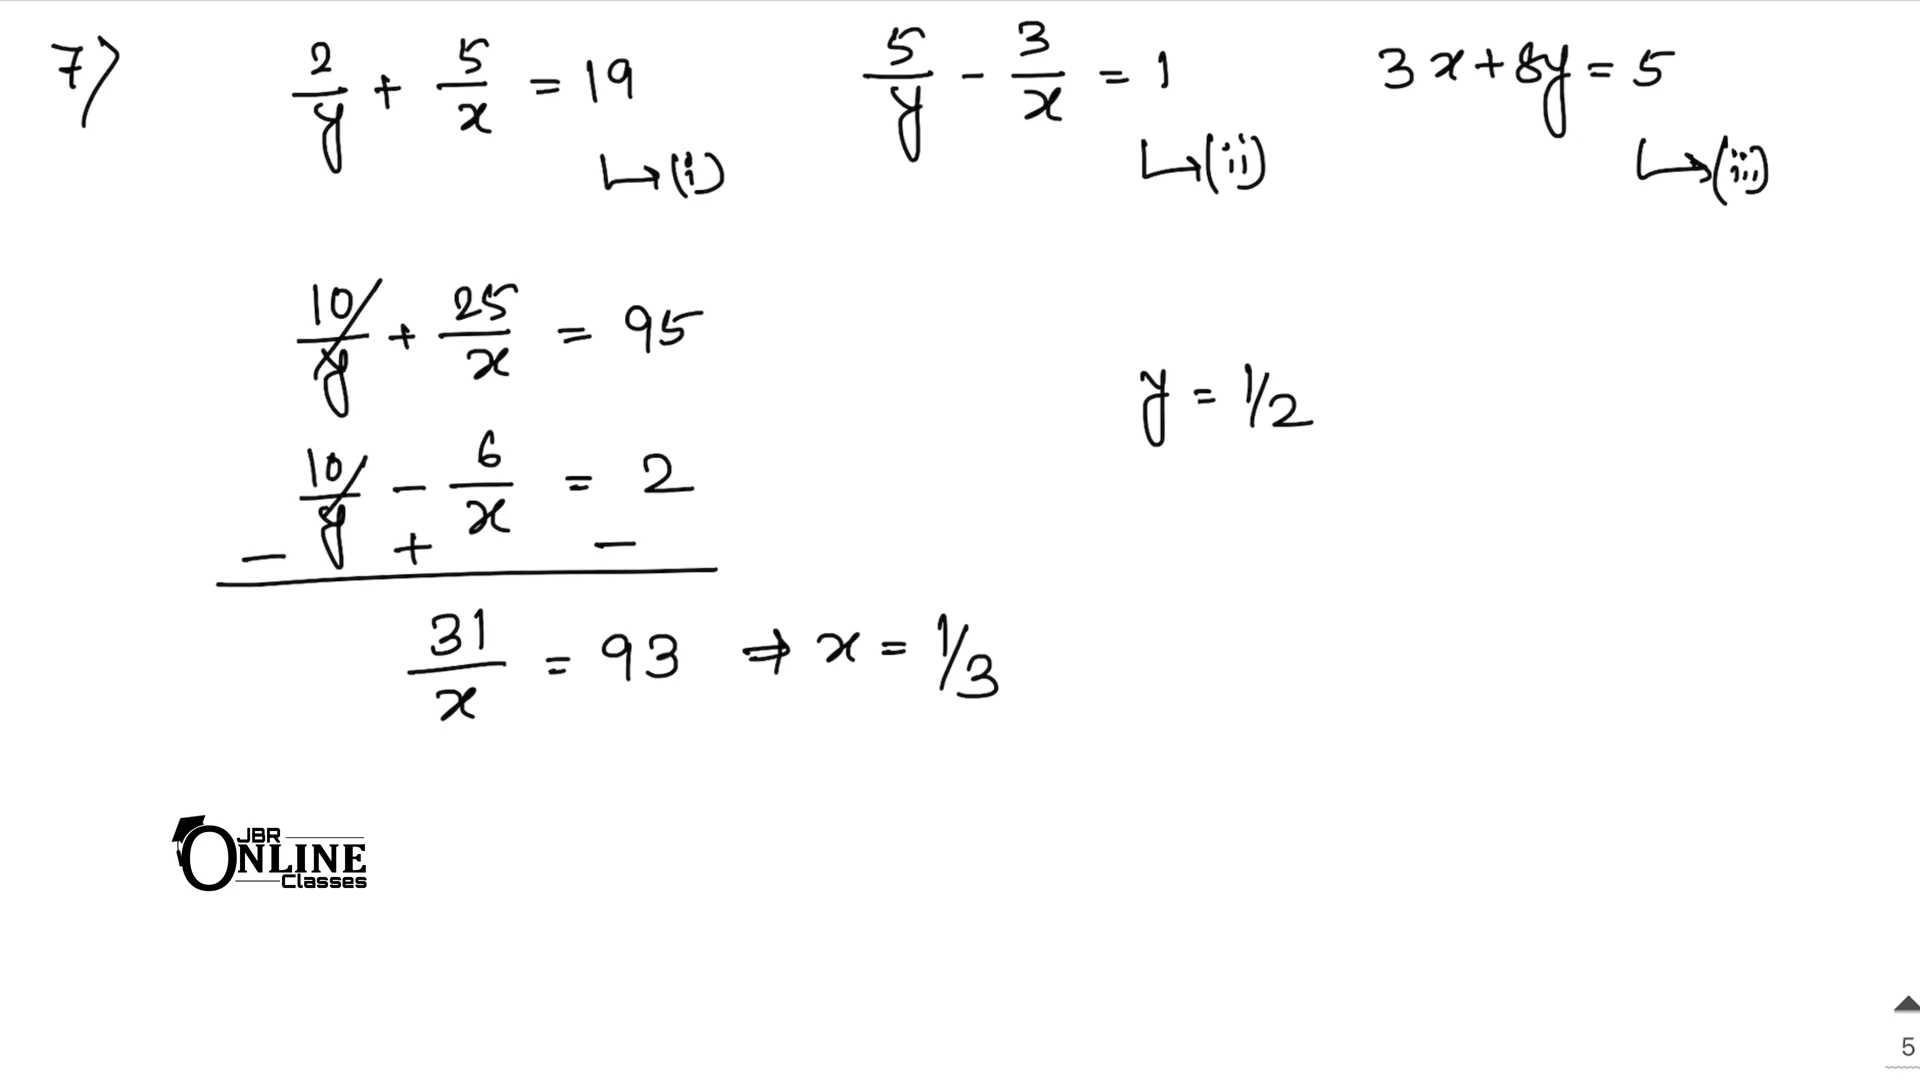 7) 2/y + 5/x = 19 5/y - 3/x = 1 3x + 8y = 5
↳(i) ↳(ii) ↳(iii)
10/y + 25/x = 95
y = 1/2
10/y - 6/x = 2
- + -
31/x = 93 ⇒ x = 1/3
JBR
ONLINE
Classes
5